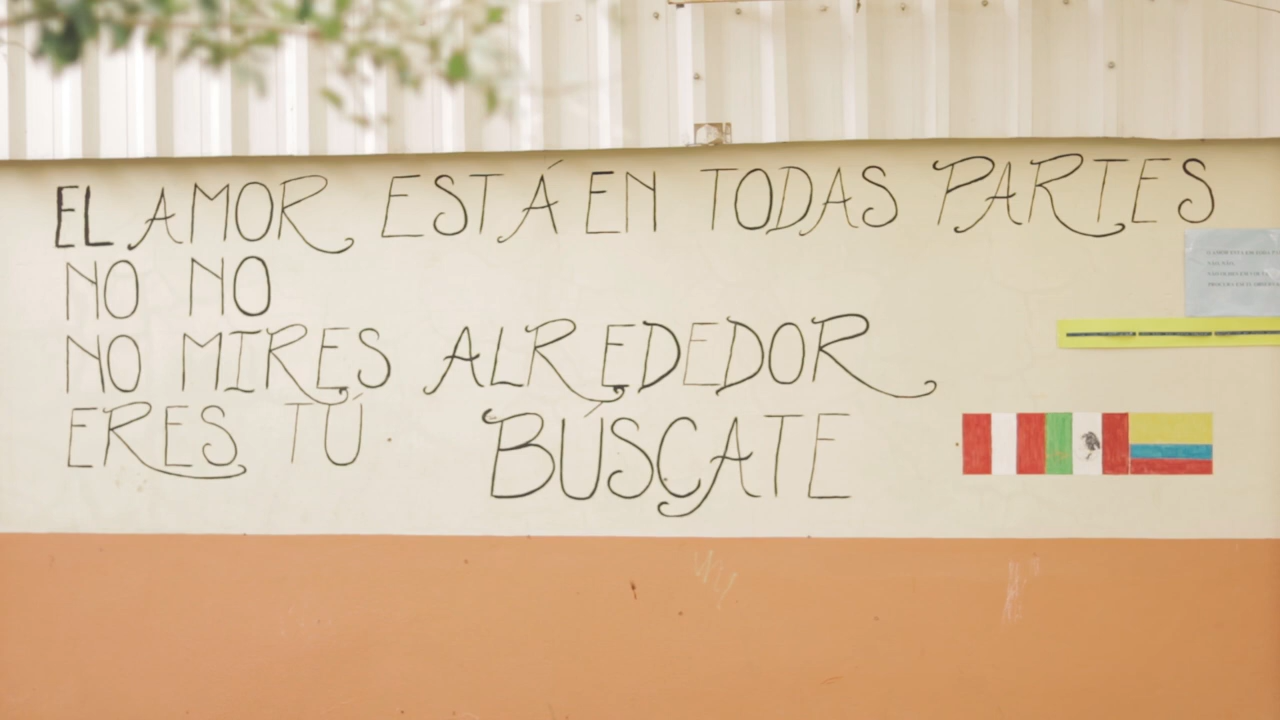 EL AMOR ESTÁ EN TODAS PARTES
NO NO
NO MIRES ALREDEDOR
ERES TÚ BÚSCATE